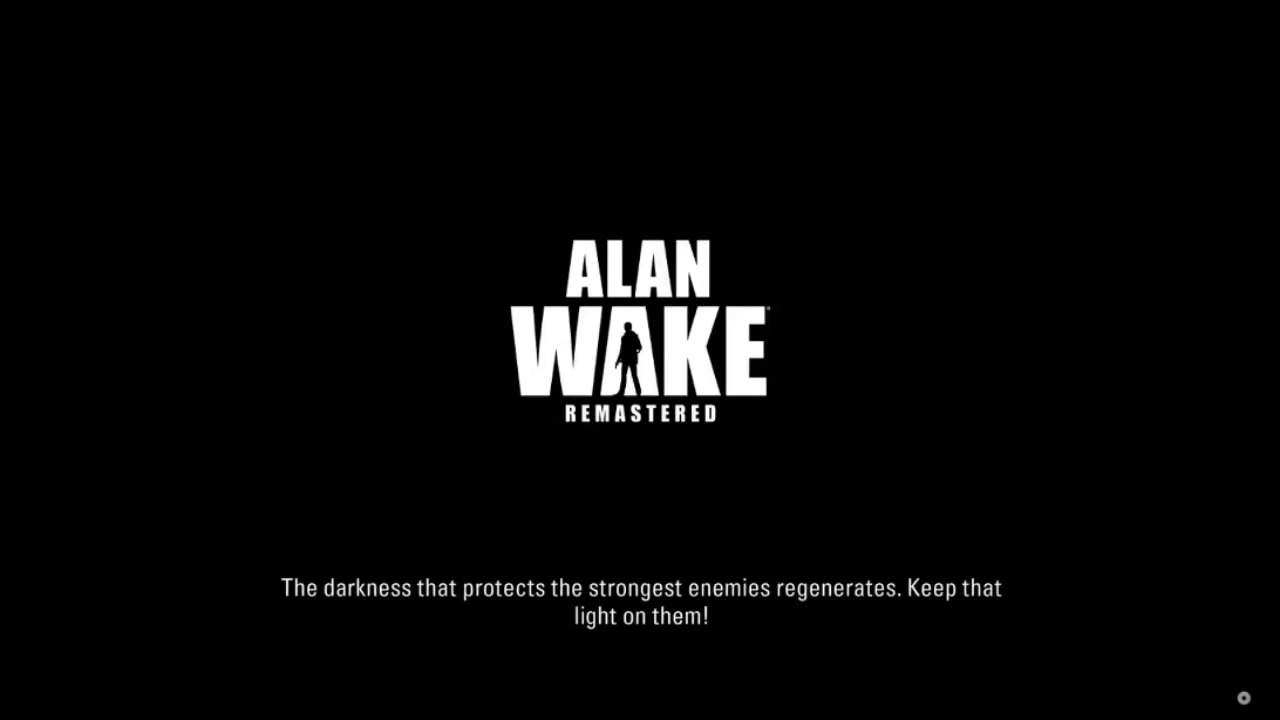 ALAN
WAKE
REMASTERED
The darkness that protects the strongest enemies regenerates. Keep that
light on them!